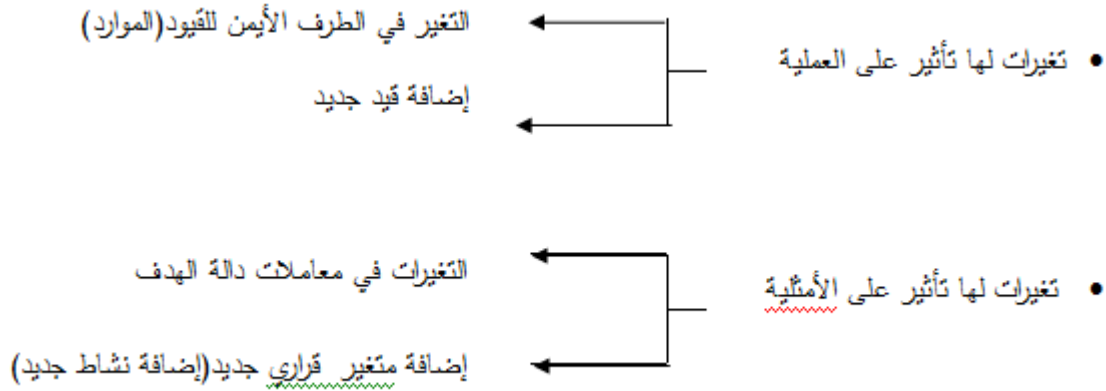 • تغيرات لها تأثير على العملية
التغير في الطرف الأيمن للقيود(الموارد)
إضافة قيد جديد
• تغيرات لها تأثير على الأمثلية
التغيرات في معاملات دالة الهدف
إضافة متغير قراري جديد(إضافة نشاط جديد)